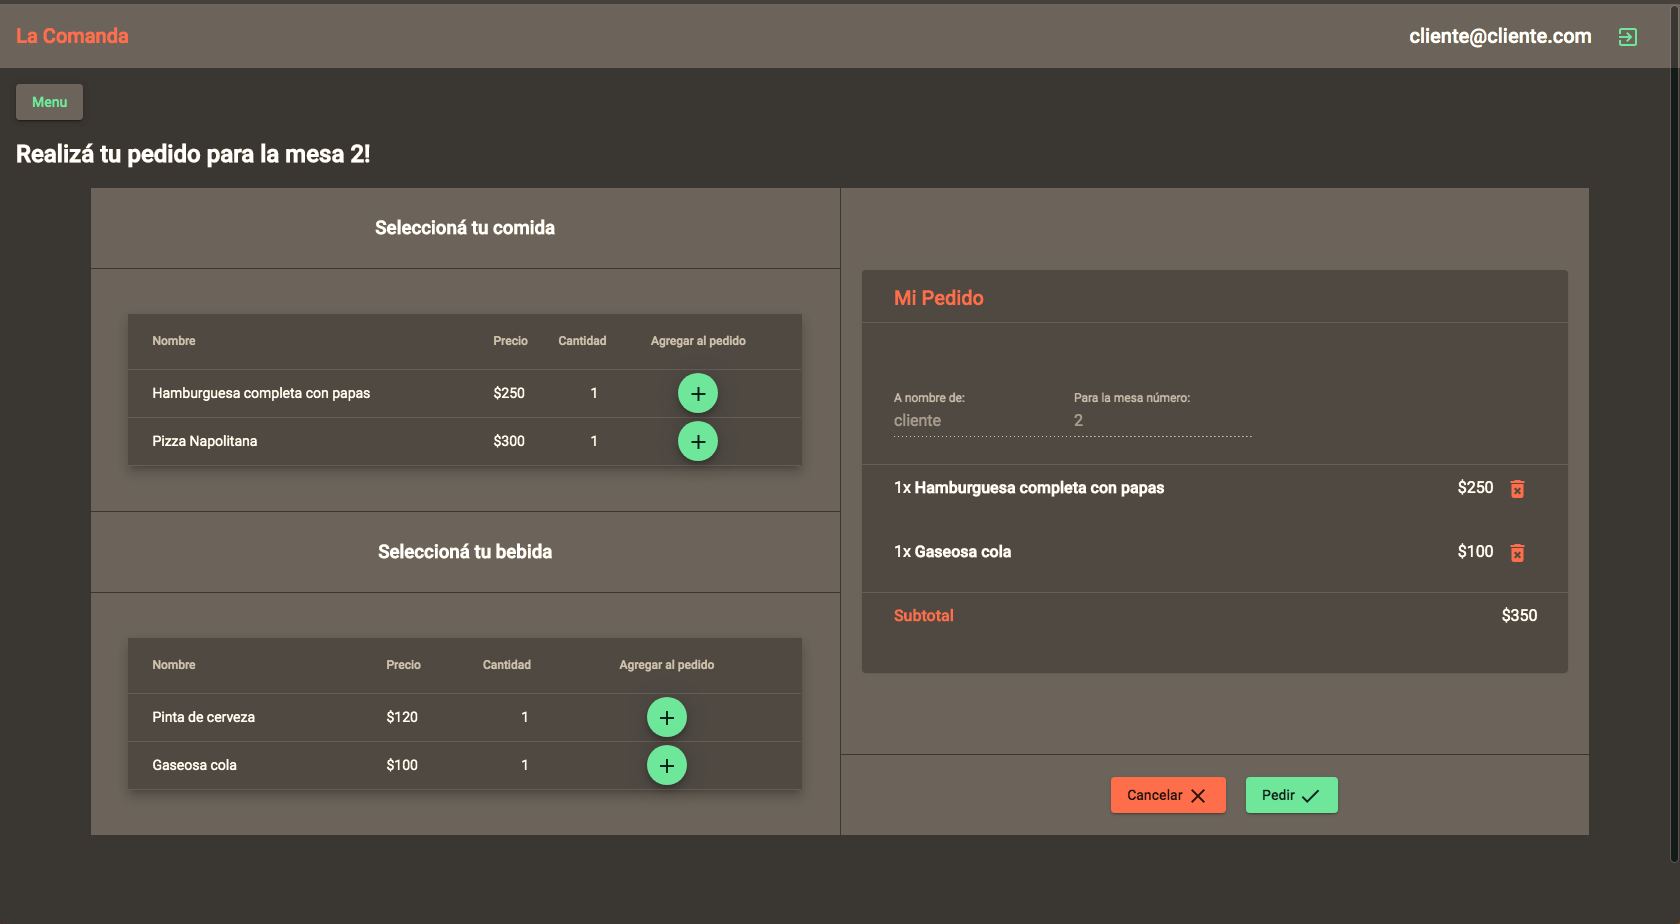 La Comanda
cliente@cliente.com
Menu
Realizá tu pedido para la mesa 2!
Seleccioná tu comida
Nombre Precio Cantidad Agregar al pedido
Hamburguesa completa con papas $250 1
Pizza Napolitana $300 1
Seleccioná tu bebida
Nombre Precio Cantidad Agregar al pedido
Pinta de cerveza $120 1
Gaseosa cola $100 1
Mi Pedido
A nombre de: Para la mesa número:
cliente 2
1x Hamburguesa completa con papas $250
1x Gaseosa cola $100
Subtotal $350
Cancelar Pedir